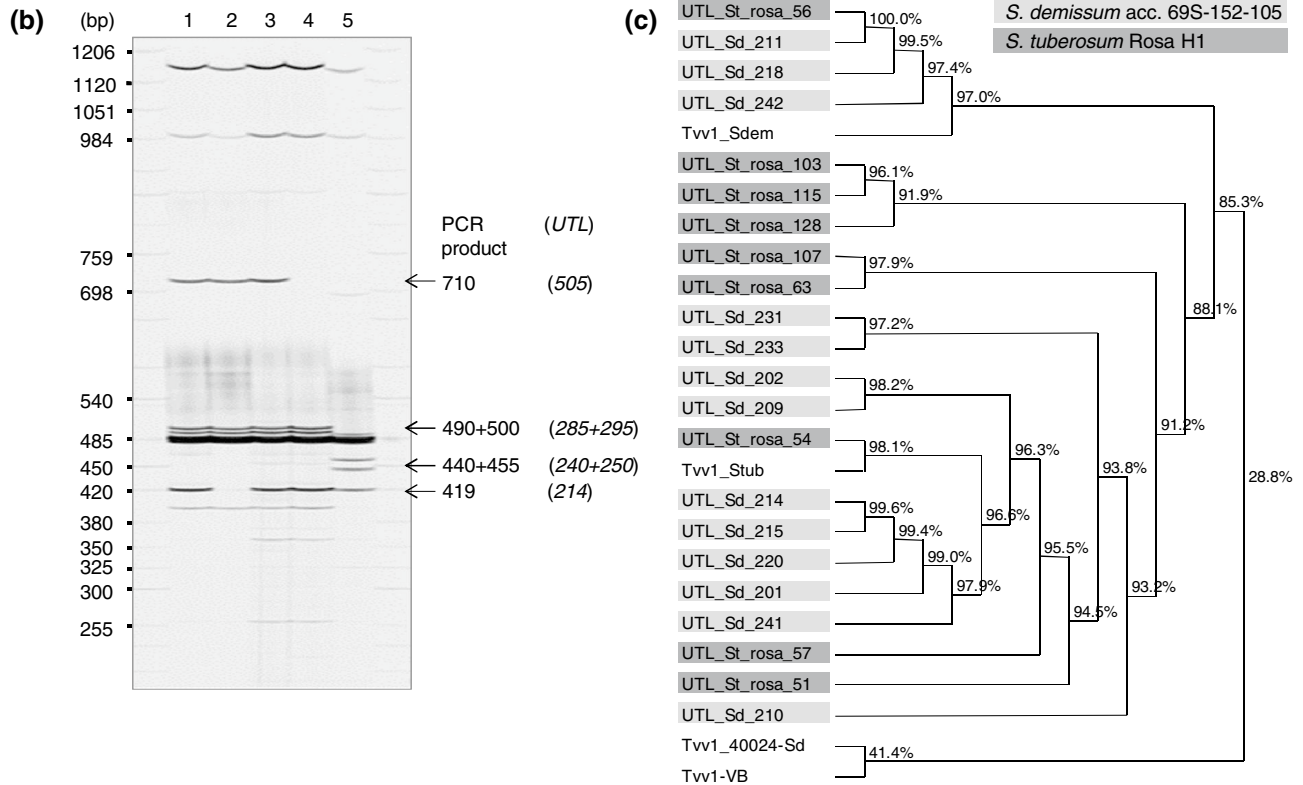 (b)
(bp)
1 2 3 4 5
1206
1120
1051
984
759
698
540
485
450
420
380
350
325
300
255
PCR product (UTL)
710 (505)
490+500 (285+295)
440+455 (240+250)
419 (214)
(c)
S. demissum acc. 69S-152-105
S. tuberosum Rosa H1
UTL_St_rosa_56
UTL_Sd_211
UTL_Sd_218
UTL_Sd_242
Tvv1_Sdem
UTL_St_rosa_103
UTL_St_rosa_115
UTL_St_rosa_128
UTL_St_rosa_107
UTL_St_rosa_63
UTL_Sd_231
UTL_Sd_233
UTL_Sd_202
UTL_Sd_209
UTL_St_rosa_54
Tvv1_Stub
UTL_Sd_214
UTL_Sd_215
UTL_Sd_220
UTL_Sd_201
UTL_Sd_241
UTL_St_rosa_57
UTL_St_rosa_51
UTL_Sd_210
Tvv1_40024-Sd
Tvv1-VB
100.0%
99.5%
97.4%
97.0%
96.1%
91.9%
85.3%
97.9%
88.1%
97.2%
98.2%
91.2%
98.1%
96.3%
93.8%
28.8%
99.6%
96.6%
99.4%
95.5%
99.0%
97.9%
93.2%
94.5%
41.4%